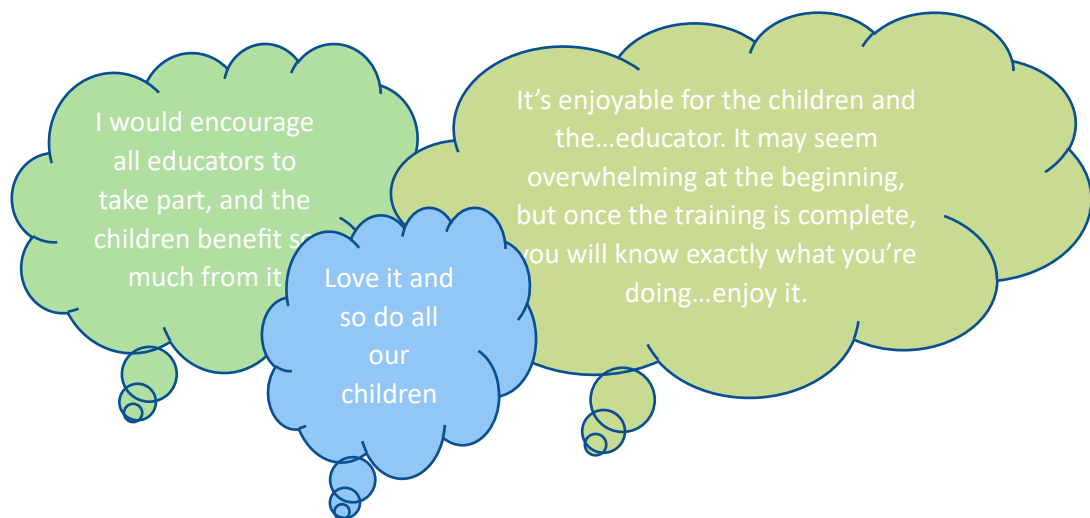 I would encourage
all educators to
take part, and the
children benefit so
much from it
Love it and
so do all
our
children
It’s enjoyable for the children and
the…educator. It may seem
overwhelming at the beginning,
but once the training is complete,
you will know exactly what you’re
doing…enjoy it.